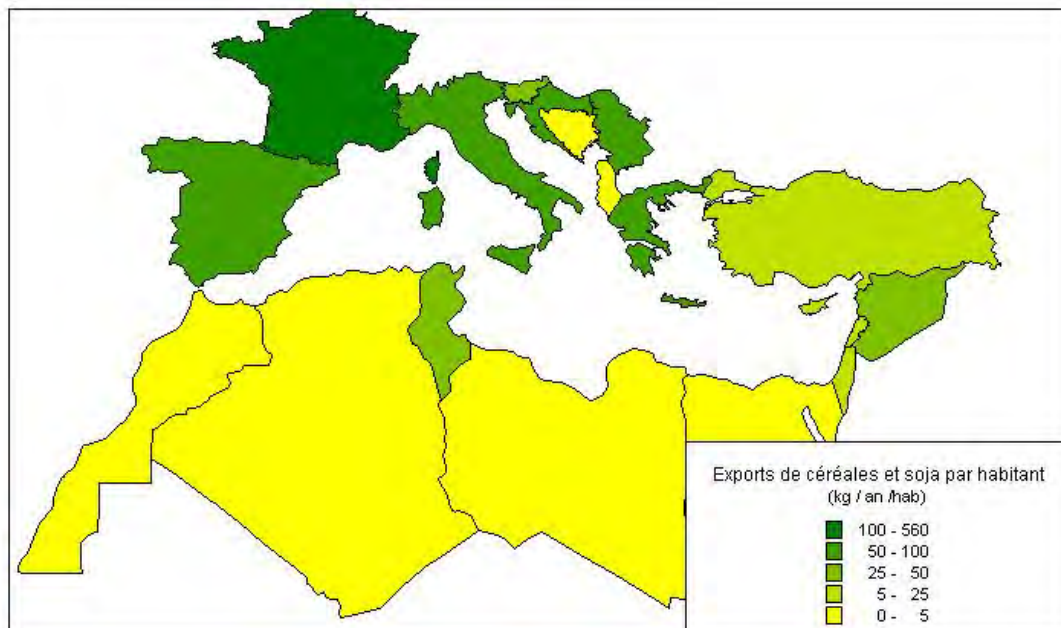 Exports de céréales et soja par habitant
(kg / an /hab)
100 - 560
50 - 100
25 - 50
5 - 25
0 - 5